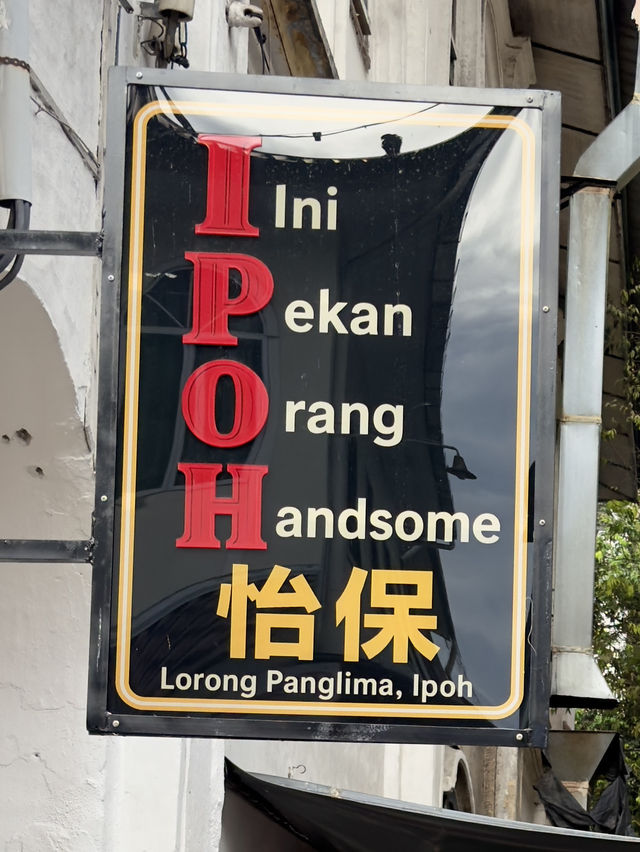 I Ini
Pekan
Orang
Handsome
怡保
Lorong Panglima, Ipoh